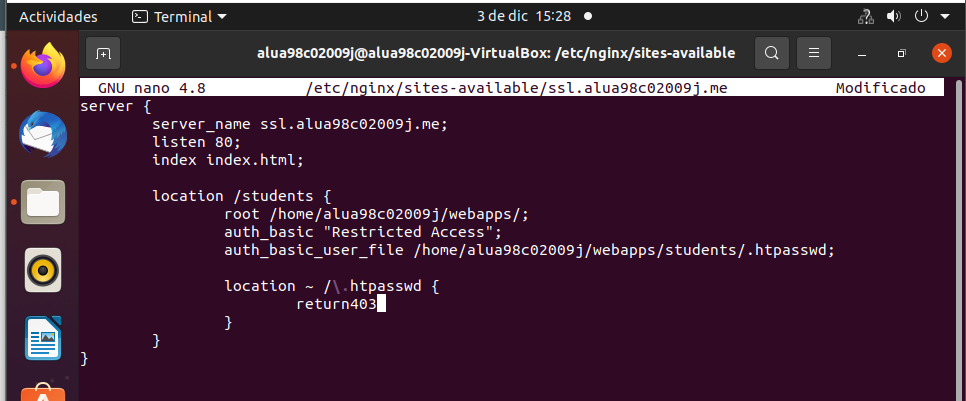 Actividades Terminal 3 de dic 15:28
alua98c02009j@alua98c02009j-VirtualBox: /etc/nginx/sites-available
GNU nano 4.8 /etc/nginx/sites-available/ssl.alua98c02009j.me Modificado
server {
server_name ssl.alua98c02009j.me;
listen 80;
index index.html;
location /students {
root /home/alua98c02009j/webapps/;
auth_basic "Restricted Access";
auth_basic_user_file /home/alua98c02009j/webapps/students/.htpasswd;
location ~ /\.htpasswd {
return403
}
}
}